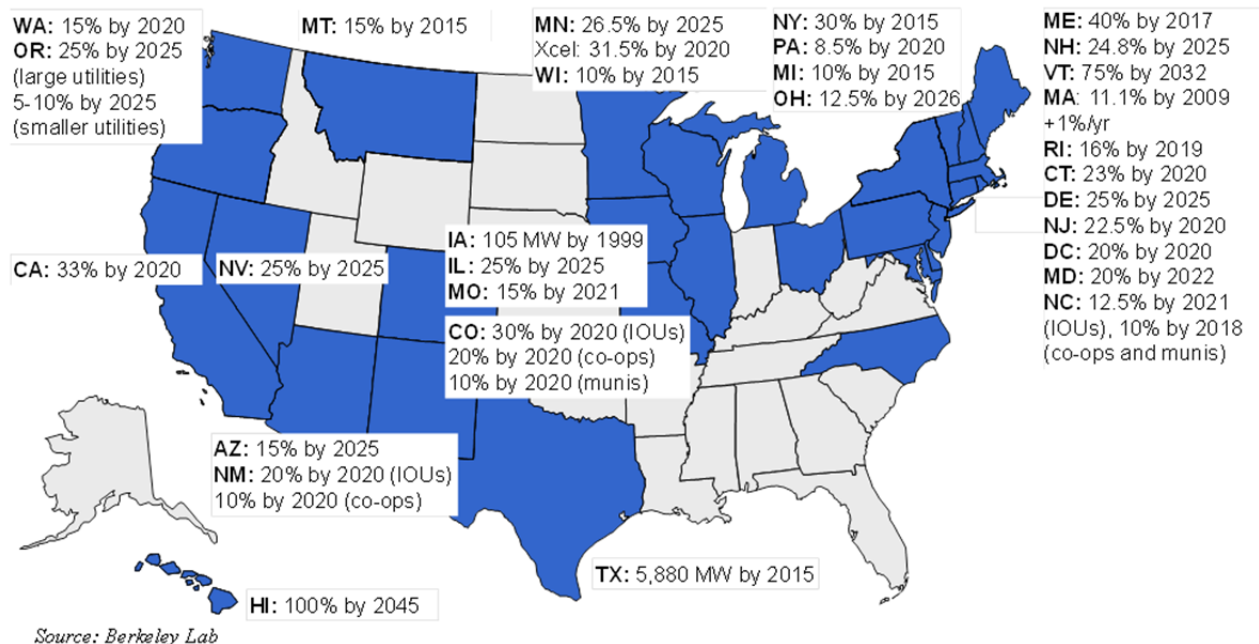 WA: 15% by 2020
OR: 25% by 2025
(large utilities)
5-10% by 2025
(smaller utilities)
MT: 15% by 2015
MN: 26.5% by 2025
Xcel: 31.5% by 2020
WI: 10% by 2015
NY: 30% by 2015
PA: 8.5% by 2020
MI: 10% by 2015
OH: 12.5% by 2026
ME: 40% by 2017
NH: 24.8% by 2025
VT: 75% by 2032
MA: 11.1% by 2009
+1%/yr
RI: 16% by 2019
CT: 23% by 2020
DE: 25% by 2025
NJ: 22.5% by 2020
DC: 20% by 2020
MD: 20% by 2022
NC: 12.5% by 2021
(IOUs), 10% by 2018
(co-ops and munis)
CA: 33% by 2020
NV: 25% by 2025
IA: 105 MW by 1999
IL: 25% by 2025
MO: 15% by 2021
CO: 30% by 2020 (IOUs)
20% by 2020 (co-ops)
10% by 2020 (munis)
AZ: 15% by 2025
NM: 20% by 2020 (IOUs)
10% by 2020 (co-ops)
TX: 5,880 MW by 2015
HI: 100% by 2045
Source: Berkeley Lab